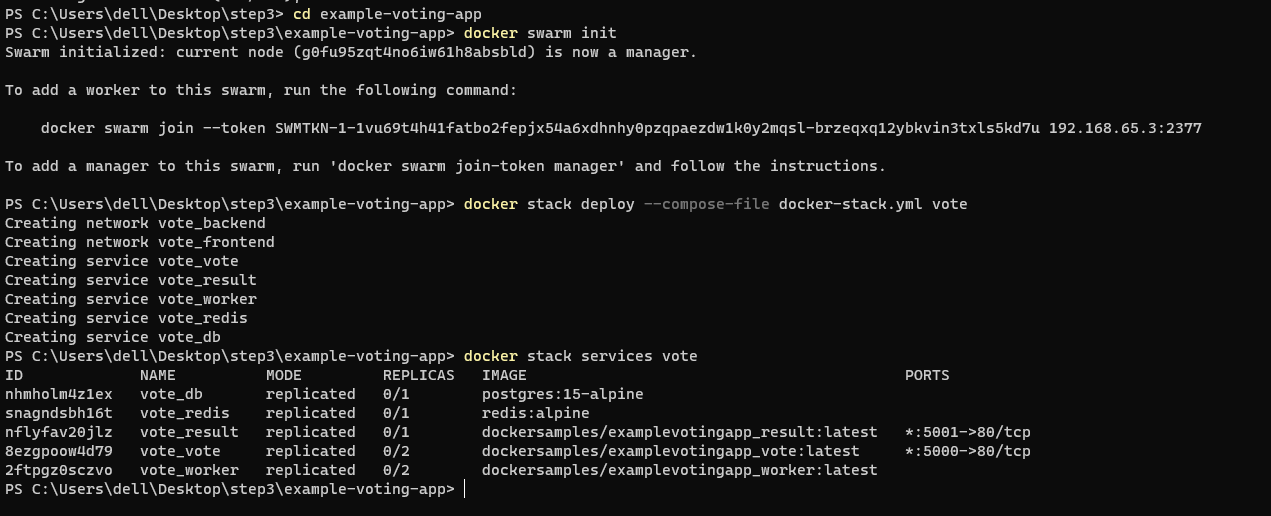 PS C:\Users\dell\Desktop\step3> cd example-voting-app
PS C:\Users\dell\Desktop\step3\example-voting-app> docker swarm init
Swarm initialized: current node (g0fu95zqt4no6iw61h8absbld) is now a manager.
To add a worker to this swarm, run the following command:
docker swarm join --token SWMTKN-1-1vu69t4h41fatbo2fepjx54a6xdhnhy0pzqpaezdw1k0y2mqsl-brzeqxq12ybkvin3txls5kd7u 192.168.65.3:2377
To add a manager to this swarm, run 'docker swarm join-token manager' and follow the instructions.
PS C:\Users\dell\Desktop\step3\example-voting-app> docker stack deploy --compose-file docker-stack.yml vote
Creating network vote_backend
Creating network vote_frontend
Creating service vote_vote
Creating service vote_result
Creating service vote_worker
Creating service vote_redis
Creating service vote_db
PS C:\Users\dell\Desktop\step3\example-voting-app> docker stack services vote
ID NAME MODE REPLICAS IMAGE PORTS
nhmholm4z1ex vote_db replicated 0/1 postgres:15-alpine
snagndsbh16t vote_redis replicated 0/1 redis:alpine
nflyfav20jlz vote_result replicated 0/1 dockersamples/examplevotingapp_result:latest *:5001->80/tcp
8ezgpoow4d79 vote_vote replicated 0/2 dockersamples/examplevotingapp_vote:latest *:5000->80/tcp
2ftpgz0sczvo vote_worker replicated 0/2 dockersamples/examplevotingapp_worker:latest
PS C:\Users\dell\Desktop\step3\example-voting-app>